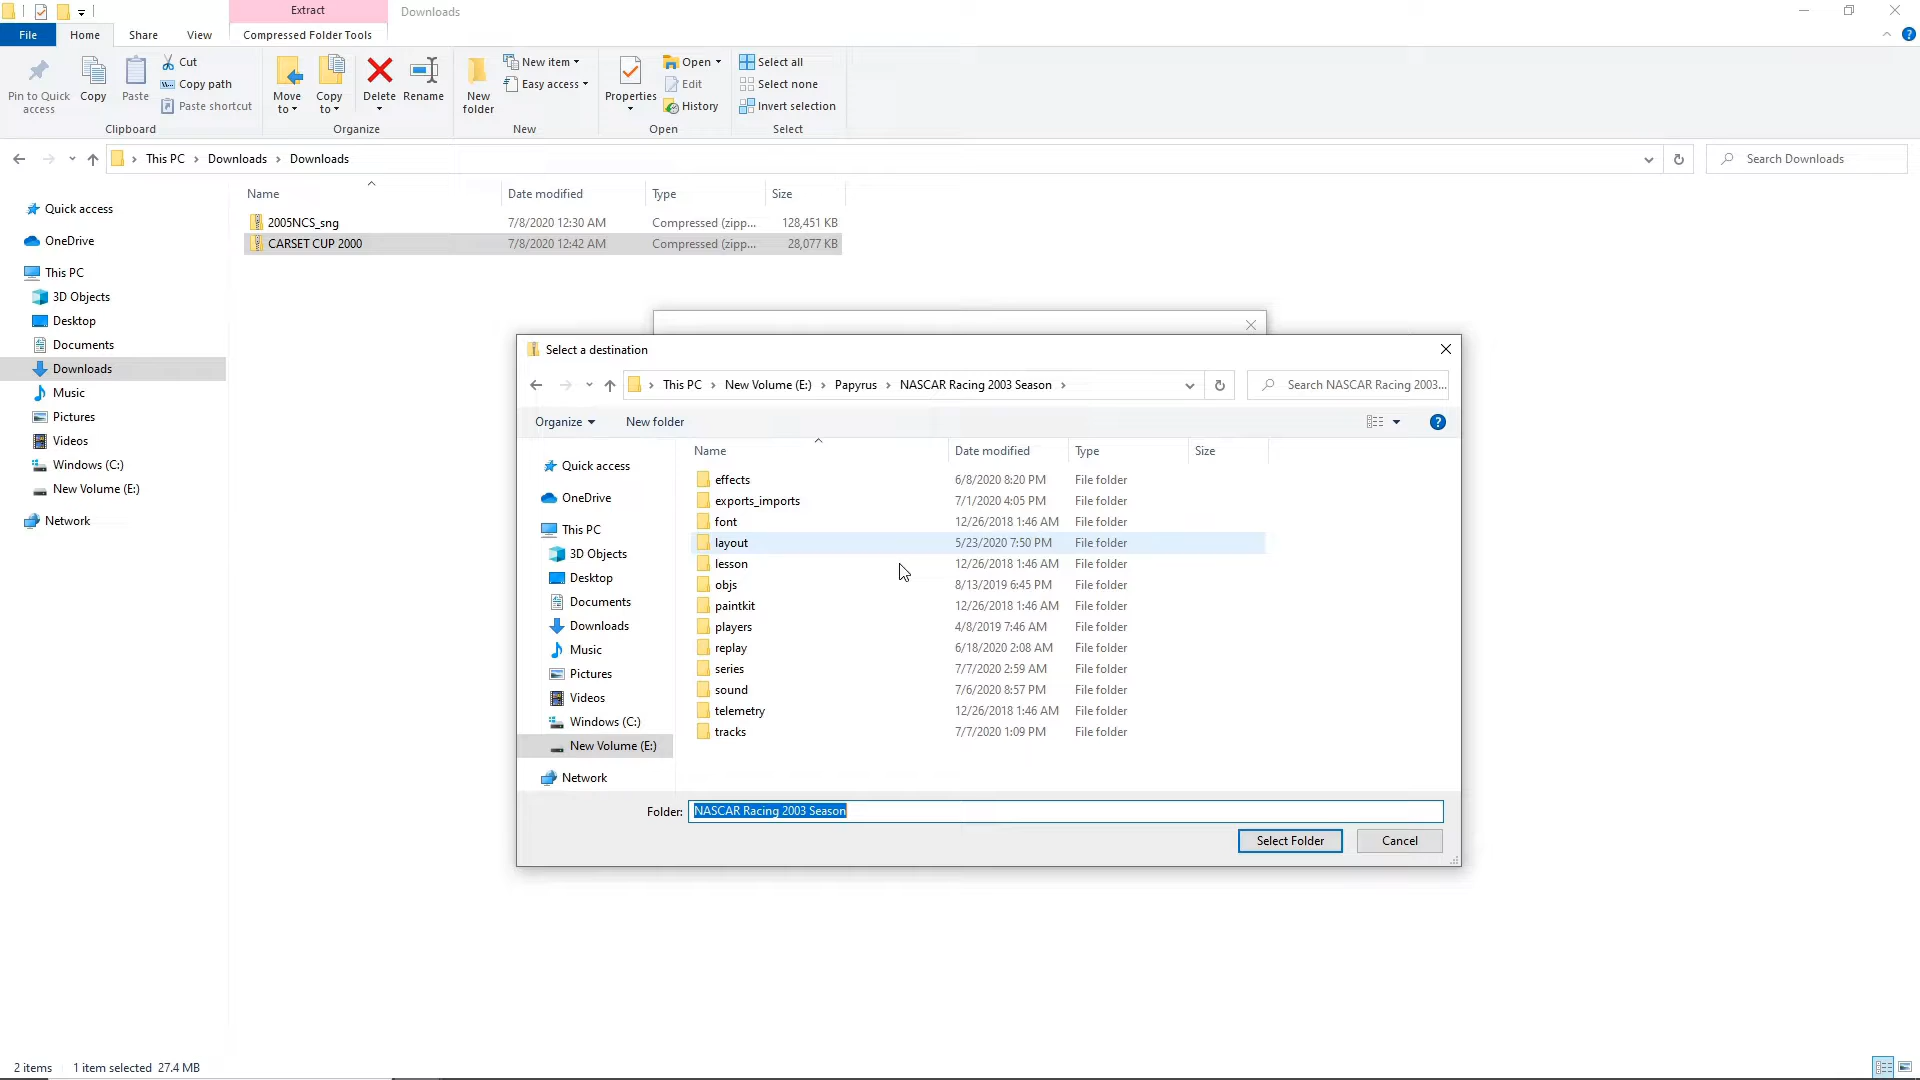 Extract
Downloads
File
Home
Share
View
Compressed Folder Tools
Pin to Quick access
Copy
Paste
Cut
Copy path
Paste shortcut
Clipboard
Move to
Copy to
Delete
Rename
Organize
New folder
New item
Easy access
New
Properties
Open
Edit
History
Open
Select all
Select none
Invert selection
Select
This PC > Downloads > Downloads
Search Downloads
Name
Date modified
Type
Size
2005NCS_sng 7/8/2020 12:30 AM Compressed (zipp... 128,451 KB
CARSET CUP 2000 7/8/2020 12:42 AM Compressed (zipp... 28,077 KB
Quick access
OneDrive
This PC
3D Objects
Desktop
Documents
Downloads
Music
Pictures
Videos
Windows (C:)
New Volume (E:)
Network
Select a destination
This PC > New Volume (E:) > Papyrus > NASCAR Racing 2003 Season >
Search NASCAR Racing 2003...
Organize
New folder
Name Date modified Type Size
Quick access
OneDrive
This PC
3D Objects
Desktop
Documents
Downloads
Music
Pictures
Videos
Windows (C:)
New Volume (E:)
Network
effects 6/8/2020 8:20 PM File folder
exports_imports 7/1/2020 4:05 PM File folder
font 12/26/2018 1:46 AM File folder
layout 5/23/2020 7:50 PM File folder
lesson 12/26/2018 1:46 AM File folder
objs 8/13/2019 6:45 PM File folder
paintkit 12/26/2018 1:46 AM File folder
players 4/8/2019 7:46 AM File folder
replay 6/18/2020 2:08 AM File folder
series 7/7/2020 2:59 AM File folder
sound 7/6/2020 8:57 PM File folder
telemetry 12/26/2018 1:46 AM File folder
tracks 7/7/2020 1:09 PM File folder
Folder: NASCAR Racing 2003 Season
Select Folder
Cancel
2 items 1 item selected 27.4 MB